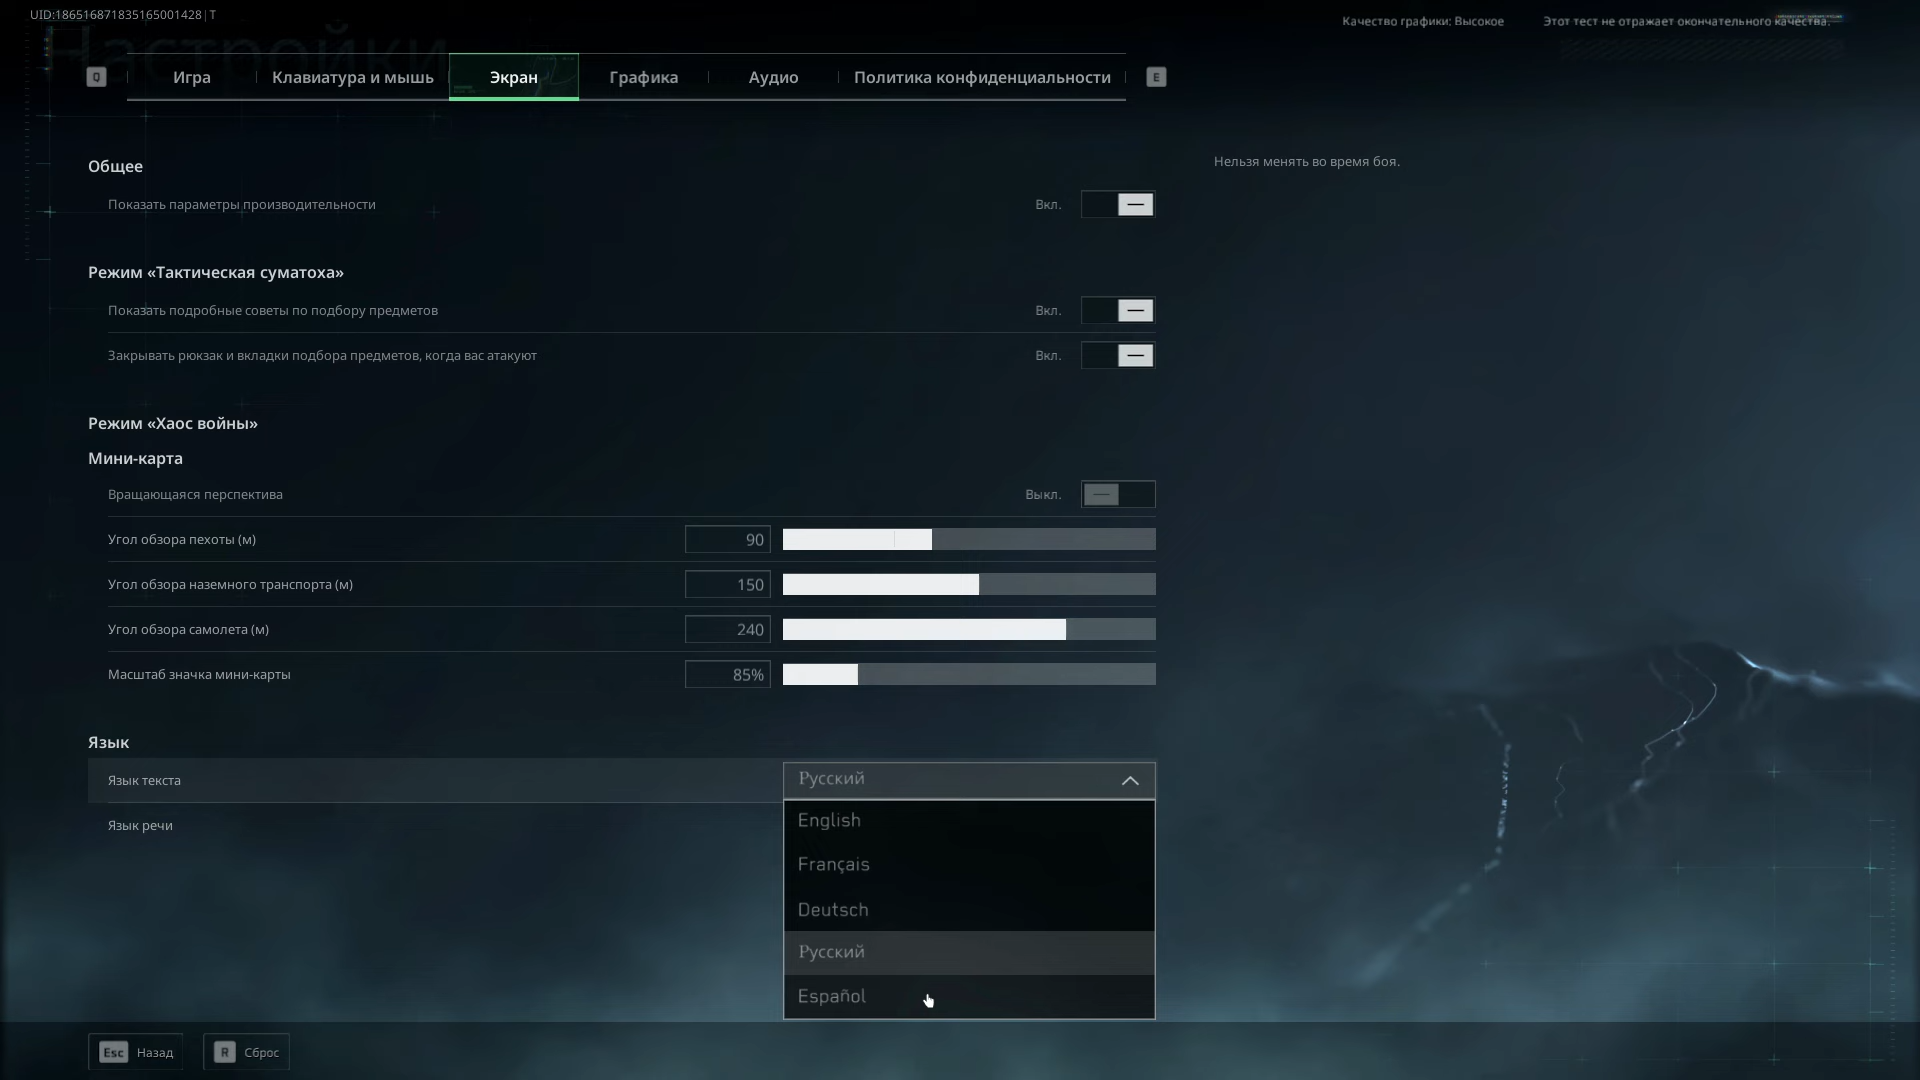 UID:186516871835165001428 | T
Качество графики: Высокое
Этот тест не отражает окончательного качества.
Настройки
Q
Игра
Клавиатура и мышь
Экран
Графика
Аудио
Политика конфиденциальности
E
Общее
Нельзя менять во время боя.
Показать параметры производительности
Вкл.
Режим «Тактическая суматоха»
Показать подробные советы по подбору предметов
Вкл.
Закрывать рюкзак и вкладки подбора предметов, когда вас атакуют
Вкл.
Режим «Хаос войны»
Мини-карта
Вращающаяся перспектива
Выкл.
Угол обзора пехоты (м)
90
Угол обзора наземного транспорта (м)
150
Угол обзора самолета (м)
240
Масштаб значка мини-карты
85%
Язык
Язык текста
Русский
Язык речи
English
Français
Deutsch
Русский
Español
Esc Назад
R Сброс